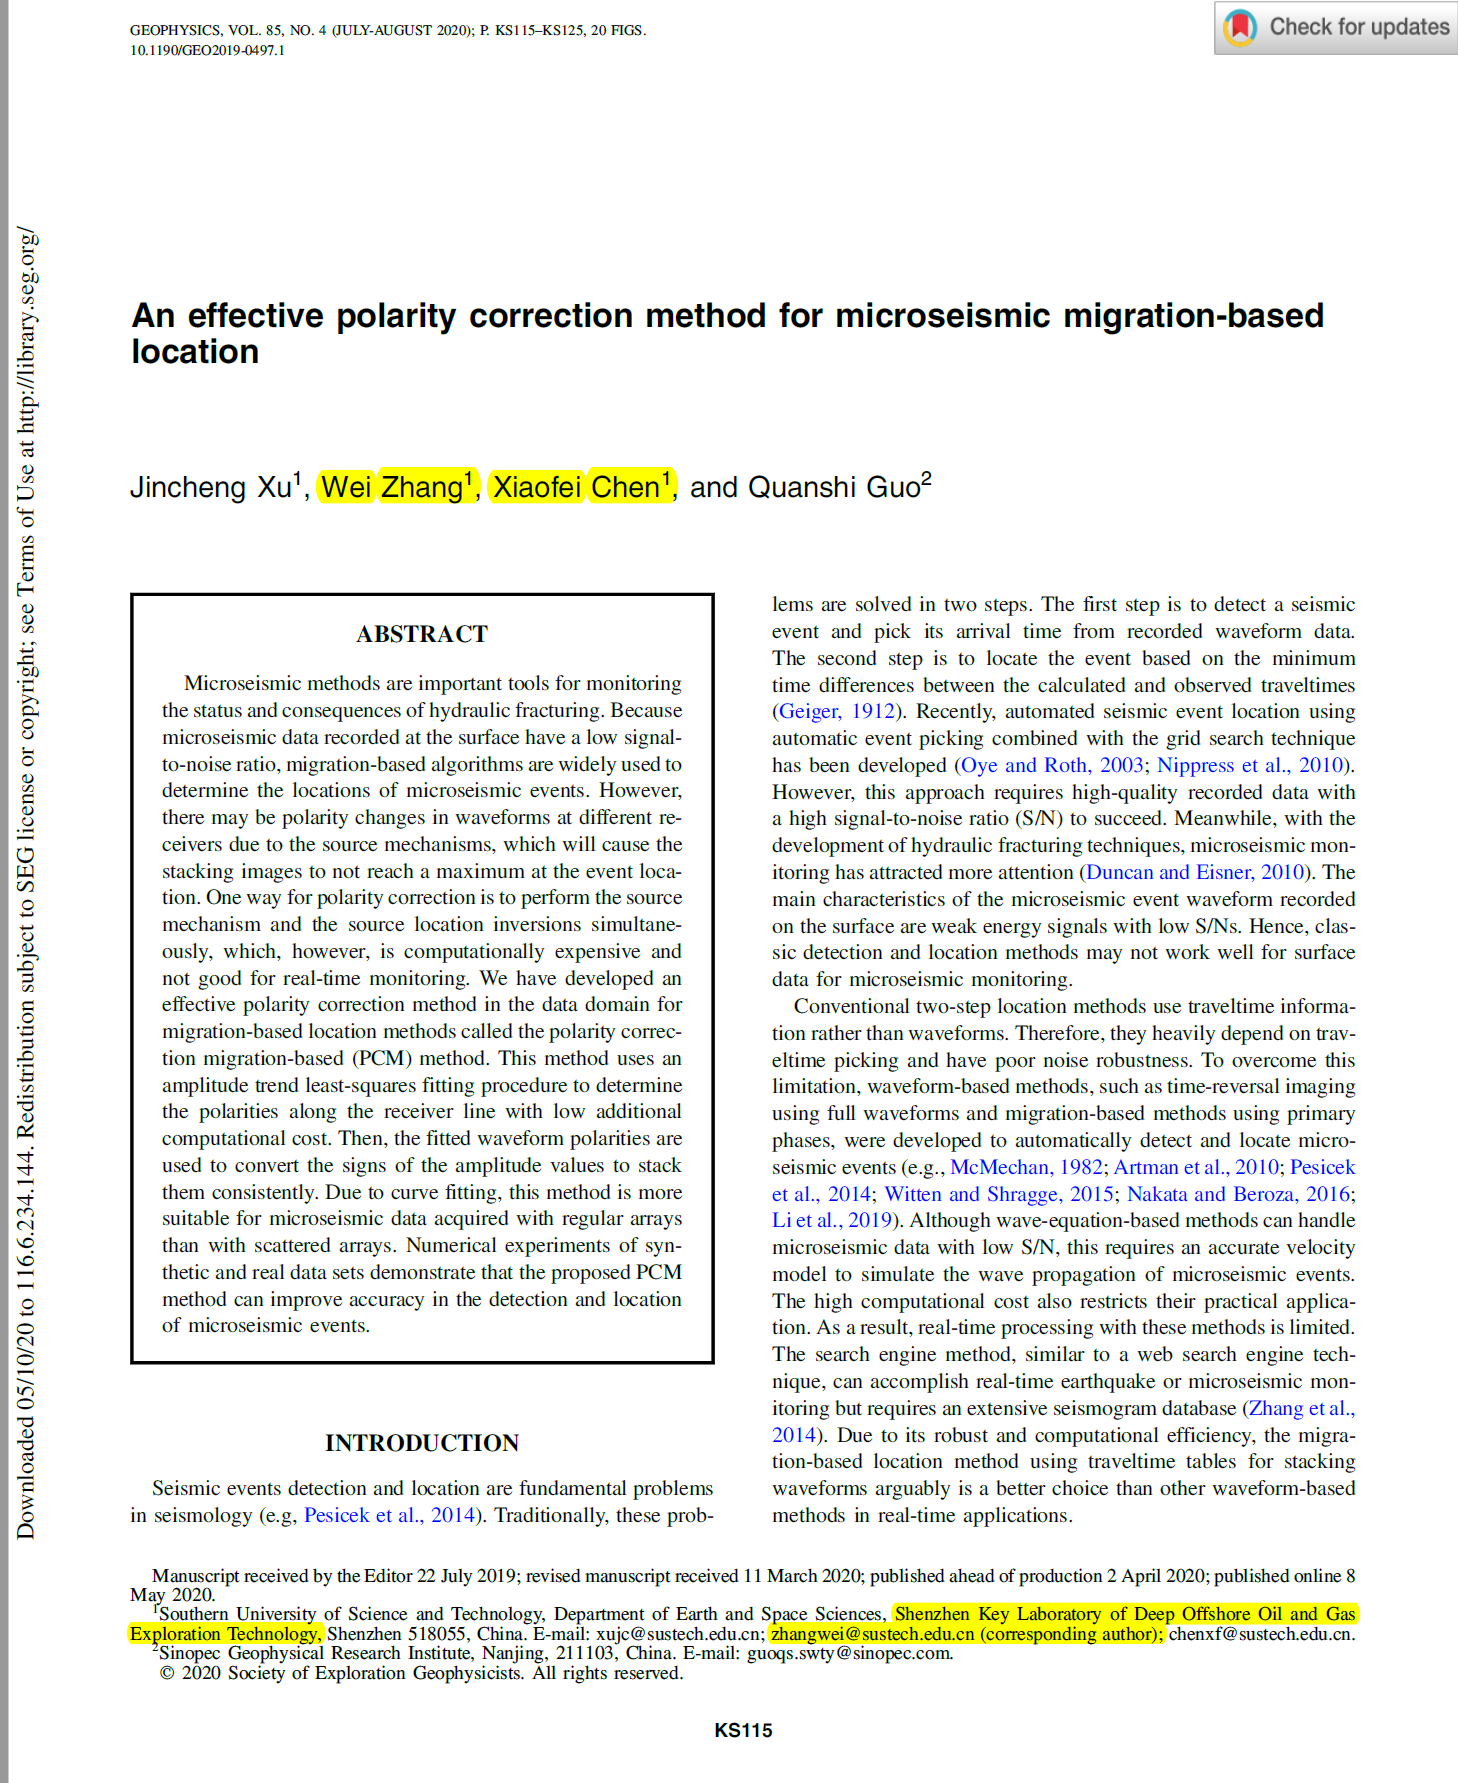 GEOPHYSICS, VOL. 85, NO. 4 (JULY-AUGUST 2020); P. KS115–KS125, 20 FIGS.
10.1190/GEO2019-0497.1
Check for updates
Downloaded 05/10/20 to 116.6.234.144. Redistribution subject to SEG license or copyright; see Terms of Use at http://library.seg.org/
An effective polarity correction method for microseismic migration-based
location
Jincheng Xu¹, Wei Zhang¹, Xiaofei Chen¹, and Quanshi Guo²
ABSTRACT
Microseismic methods are important tools for monitoring
the status and consequences of hydraulic fracturing. Because
microseismic data recorded at the surface have a low signal-
to-noise ratio, migration-based algorithms are widely used to
determine the locations of microseismic events. However,
there may be polarity changes in waveforms at different re-
ceivers due to the source mechanisms, which will cause the
stacking images to not reach a maximum at the event loca-
tion. One way for polarity correction is to perform the source
mechanism and the source location inversions simultane-
ously, which, however, is computationally expensive and
not good for real-time monitoring. We have developed an
effective polarity correction method in the data domain for
migration-based location methods called the polarity correc-
tion migration-based (PCM) method. This method uses an
amplitude trend least-squares fitting procedure to determine
the polarities along the receiver line with low additional
computational cost. Then, the fitted waveform polarities are
used to convert the signs of the amplitude values to stack
them consistently. Due to curve fitting, this method is more
suitable for microseismic data acquired with regular arrays
than with scattered arrays. Numerical experiments of syn-
thetic and real data sets demonstrate that the proposed PCM
method can improve accuracy in the detection and location
of microseismic events.
INTRODUCTION
Seismic events detection and location are fundamental problems
in seismology (e.g, Pesicek et al., 2014). Traditionally, these prob-
lems are solved in two steps. The first step is to detect a seismic
event and pick its arrival time from recorded waveform data.
The second step is to locate the event based on the minimum
time differences between the calculated and observed traveltimes
(Geiger, 1912). Recently, automated seismic event location using
automatic event picking combined with the grid search technique
has been developed (Oye and Roth, 2003; Nippress et al., 2010).
However, this approach requires high-quality recorded data with
a high signal-to-noise ratio (S/N) to succeed. Meanwhile, with the
development of hydraulic fracturing techniques, microseismic mon-
itoring has attracted more attention (Duncan and Eisner, 2010). The
main characteristics of the microseismic event waveform recorded
on the surface are weak energy signals with low S/Ns. Hence, clas-
sic detection and location methods may not work well for surface
data for microseismic monitoring.
Conventional two-step location methods use traveltime informa-
tion rather than waveforms. Therefore, they heavily depend on trav-
eltime picking and have poor noise robustness. To overcome this
limitation, waveform-based methods, such as time-reversal imaging
using full waveforms and migration-based methods using primary
phases, were developed to automatically detect and locate micro-
seismic events (e.g., McMechan, 1982; Artman et al., 2010; Pesicek
et al., 2014; Witten and Shragge, 2015; Nakata and Beroza, 2016;
Li et al., 2019). Although wave-equation-based methods can handle
microseismic data with low S/N, this requires an accurate velocity
model to simulate the wave propagation of microseismic events.
The high computational cost also restricts their practical applica-
tion. As a result, real-time processing with these methods is limited.
The search engine method, similar to a web search engine tech-
nique, can accomplish real-time earthquake or microseismic mon-
itoring but requires an extensive seismogram database (Zhang et al.,
2014). Due to its robust and computational efficiency, the migra-
tion-based location method using traveltime tables for stacking
waveforms arguably is a better choice than other waveform-based
methods in real-time applications.
Manuscript received by the Editor 22 July 2019; revised manuscript received 11 March 2020; published ahead of production 2 April 2020; published online 8
May 2020.
¹Southern University of Science and Technology, Department of Earth and Space Sciences, Shenzhen Key Laboratory of Deep Offshore Oil and Gas
Exploration Technology, Shenzhen 518055, China. E-mail: xujc@sustech.edu.cn; zhangwei@sustech.edu.cn (corresponding author); chenxf@sustech.edu.cn.
²Sinopec Geophysical Research Institute, Nanjing, 211103, China. E-mail: guoqs.swty@sinopec.com.
© 2020 Society of Exploration Geophysicists. All rights reserved.
KS115